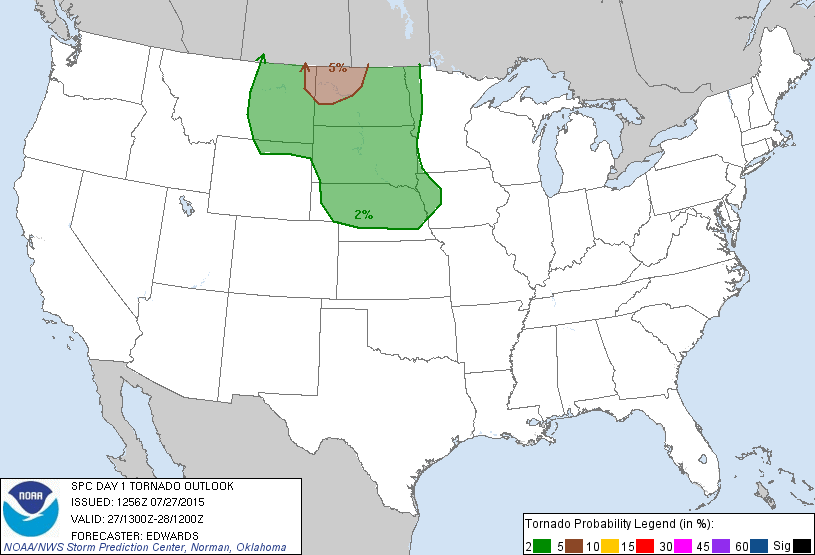 5%
2%
NOAA
SPC DAY 1 TORNADO OUTLOOK
ISSUED: 1256Z 07/27/2015
VALID: 27/1300Z-28/1200Z
FORECASTER: EDWARDS
NOAA/NWS Storm Prediction Center, Norman, Oklahoma
Tornado Probability Legend (in %):
2 5 10 15 30 45 60 Sig